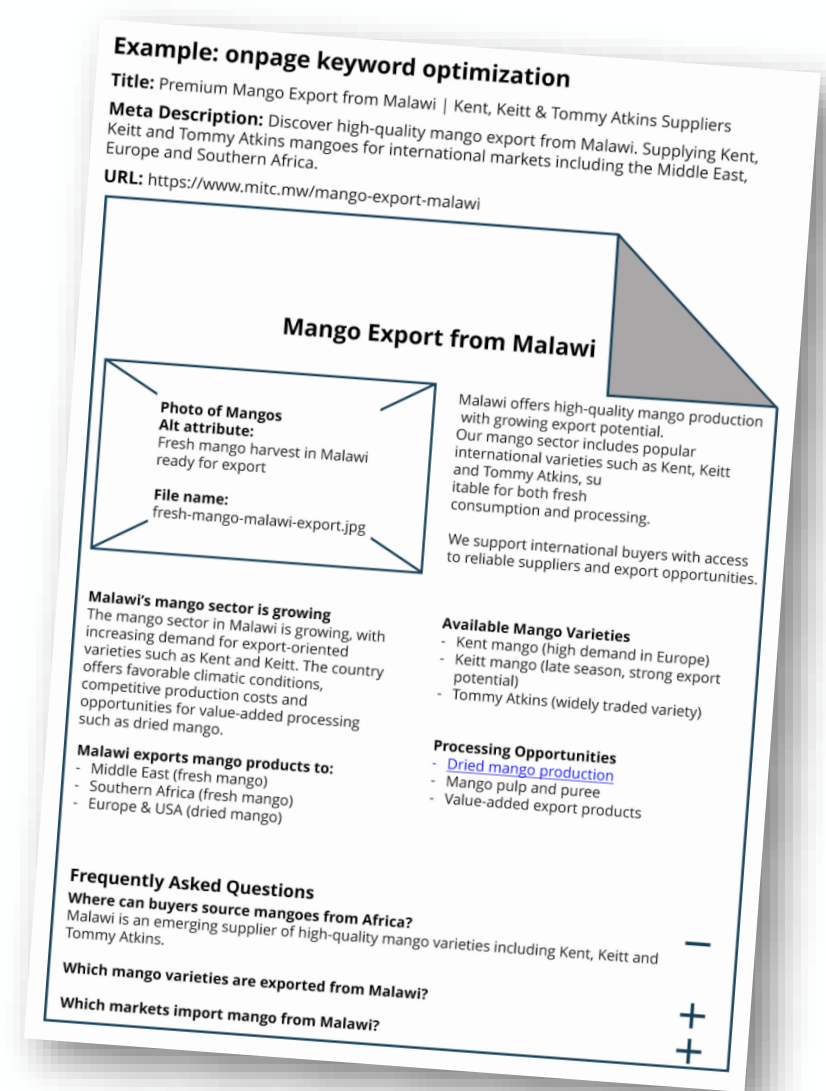 Example: onpage keyword optimization
Title: Premium Mango Export from Malawi | Kent, Keitt & Tommy Atkins Suppliers
Meta Description: Discover high-quality mango export from Malawi. Supplying Kent,
Keitt and Tommy Atkins mangoes for international markets including the Middle East,
Europe and Southern Africa.
URL: https://www.mitc.mw/mango-export-malawi
Mango Export from Malawi
Photo of Mangos
Alt attribute:
Fresh mango harvest in Malawi
ready for export
File name:
fresh-mango-malawi-export.jpg
Malawi offers high-quality mango production
with growing export potential.
Our mango sector includes popular
international varieties such as Kent, Keitt
and Tommy Atkins, su
itable for both fresh
consumption and processing.
We support international buyers with access
to reliable suppliers and export opportunities.
Malawi’s mango sector is growing
The mango sector in Malawi is growing, with
increasing demand for export-oriented
varieties such as Kent and Keitt. The country
offers favorable climatic conditions,
competitive production costs and
opportunities for value-added processing
such as dried mango.
Malawi exports mango products to:
- Middle East (fresh mango)
- Southern Africa (fresh mango)
- Europe & USA (dried mango)
Available Mango Varieties
- Kent mango (high demand in Europe)
- Keitt mango (late season, strong export
potential)
- Tommy Atkins (widely traded variety)
Processing Opportunities
- Dried mango production
- Mango pulp and puree
- Value-added export products
Frequently Asked Questions
Where can buyers source mangoes from Africa?
Malawi is an emerging supplier of high-quality mango varieties including Kent, Keitt and
Tommy Atkins.
Which mango varieties are exported from Malawi?
Which markets import mango from Malawi?